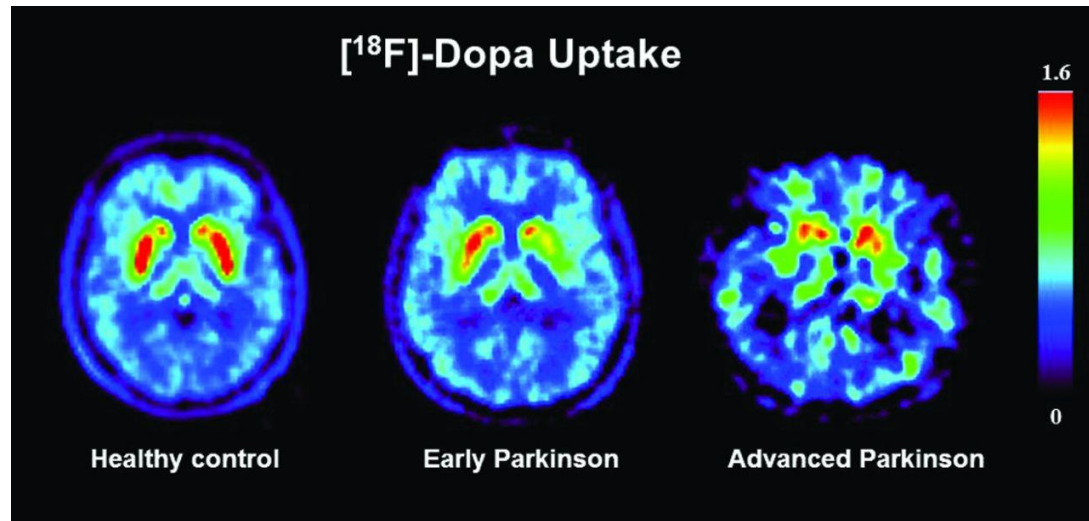 [¹⁸F]-Dopa Uptake
1.6
0
Healthy control
Early Parkinson
Advanced Parkinson